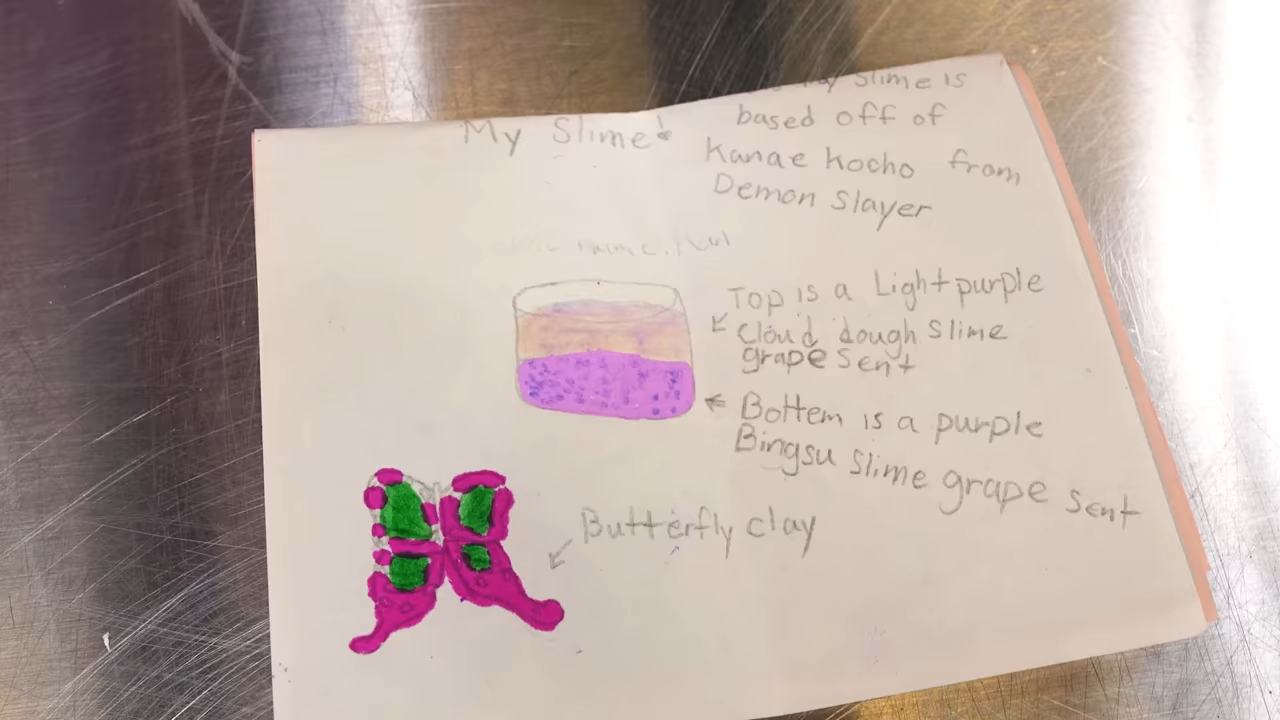 My Slime!
My Slime is
based off of
Kanae Kocho from
Demon Slayer
Top is a Light purple
Cloud dough Slime
grape Sent
Bottem is a purple
Bingsu Slime grape Sent
Butterfly clay